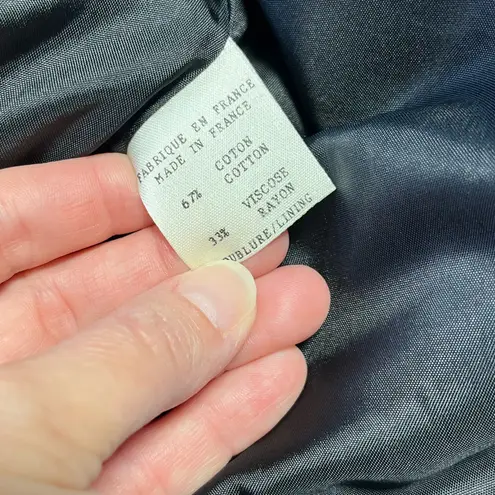 FABRIQUE EN FRANCE
MADE IN FRANCE
67% COTON
COTTON
33% VISCOSE
RAYON
DOUBLURE/LINING